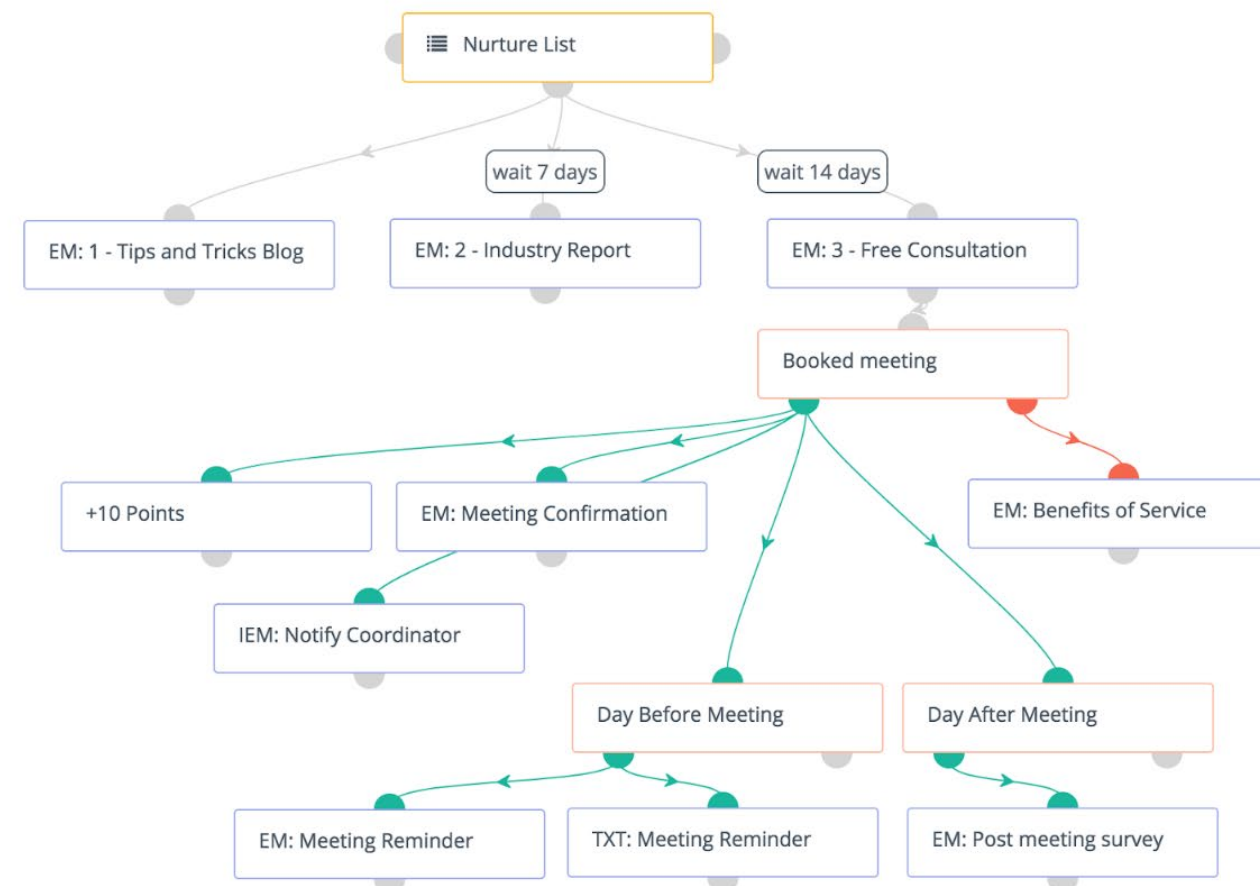 Nurture List
wait 7 days
wait 14 days
EM: 1 - Tips and Tricks Blog
EM: 2 - Industry Report
EM: 3 - Free Consultation
Booked meeting
+10 Points
EM: Meeting Confirmation
EM: Benefits of Service
IEM: Notify Coordinator
Day Before Meeting
Day After Meeting
EM: Meeting Reminder
TXT: Meeting Reminder
EM: Post meeting survey